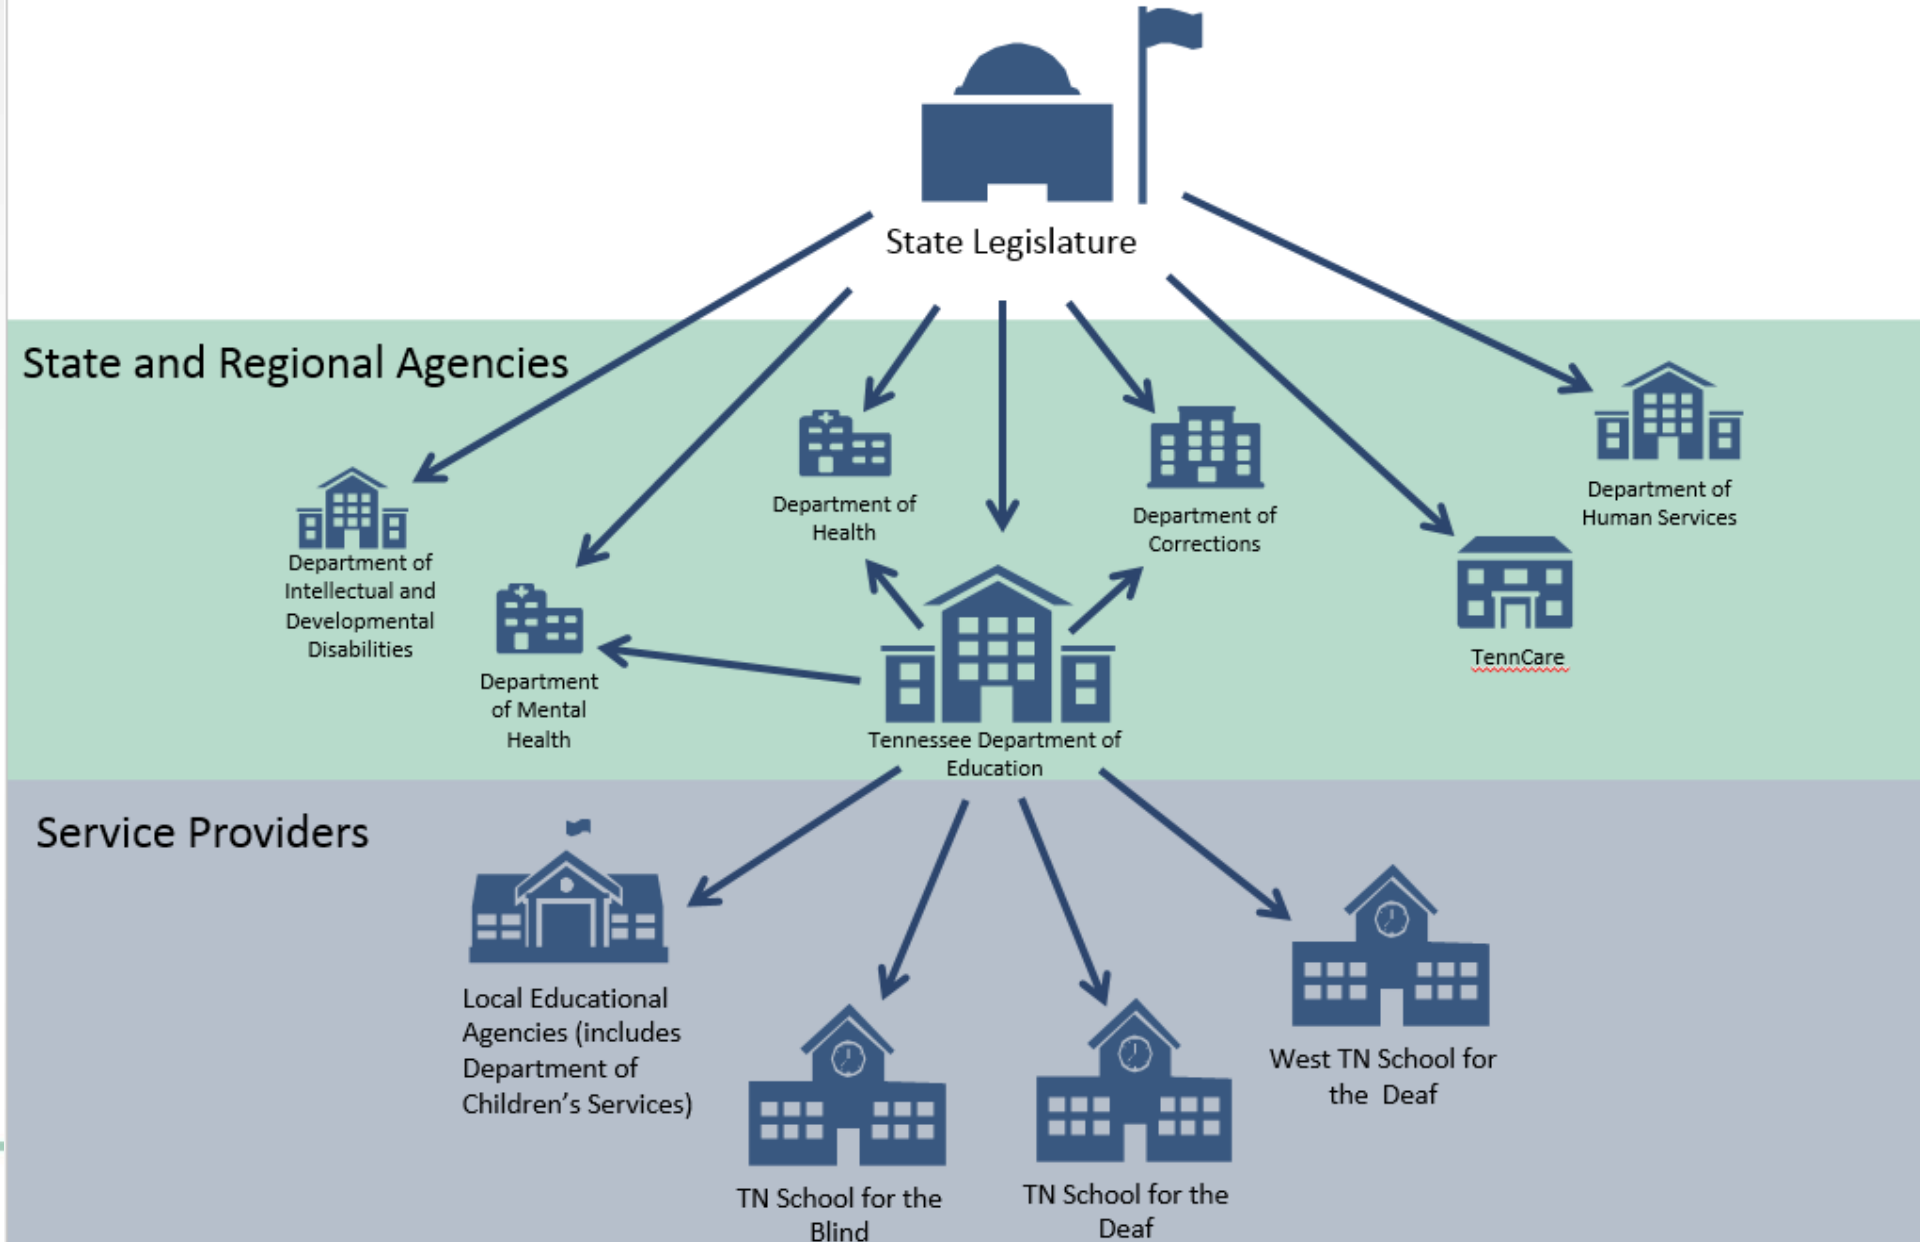 State Legislature
State and Regional Agencies
Department of
Health
Department of
Corrections
Department of
Human Services
Department of
Intellectual and
Developmental
Disabilities
Department
of Mental
Health
TennCare
Tennessee Department of
Education
Service Providers
Local Educational
Agencies (includes
Department of
Children’s Services)
TN School for the
Blind
TN School for the
Deaf
West TN School for
the  Deaf